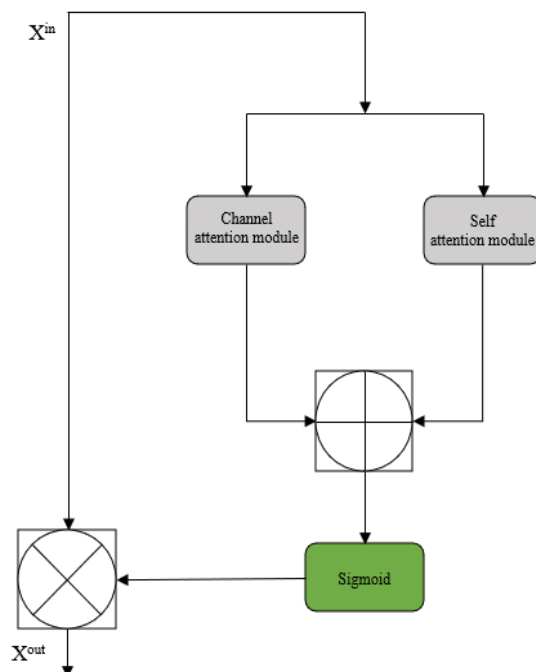 Xⁱⁿ
Channel
attention module
Self
attention module
Sigmoid
Xᵒᵘᵗ